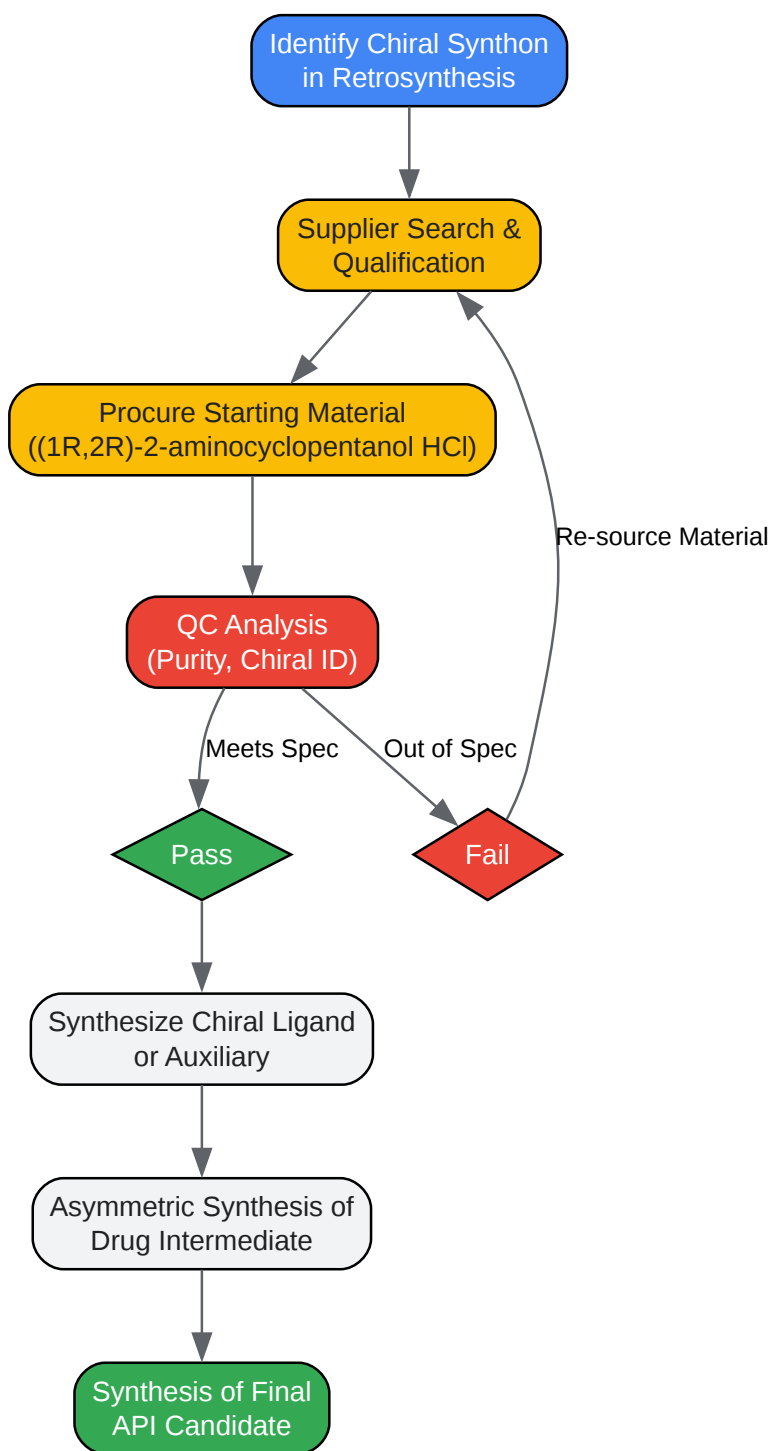 Identify Chiral Synthon
in Retrosynthesis
Supplier Search &
Qualification
Procure Starting Material
((1R,2R)-2-aminocyclopentanol HCl)
Re-source Material
QC Analysis
(Purity, Chiral ID)
Meets Spec
Out of Spec
Pass
Fail
Synthesize Chiral Ligand
or Auxiliary
Asymmetric Synthesis of
Drug Intermediate
Synthesis of Final
API Candidate